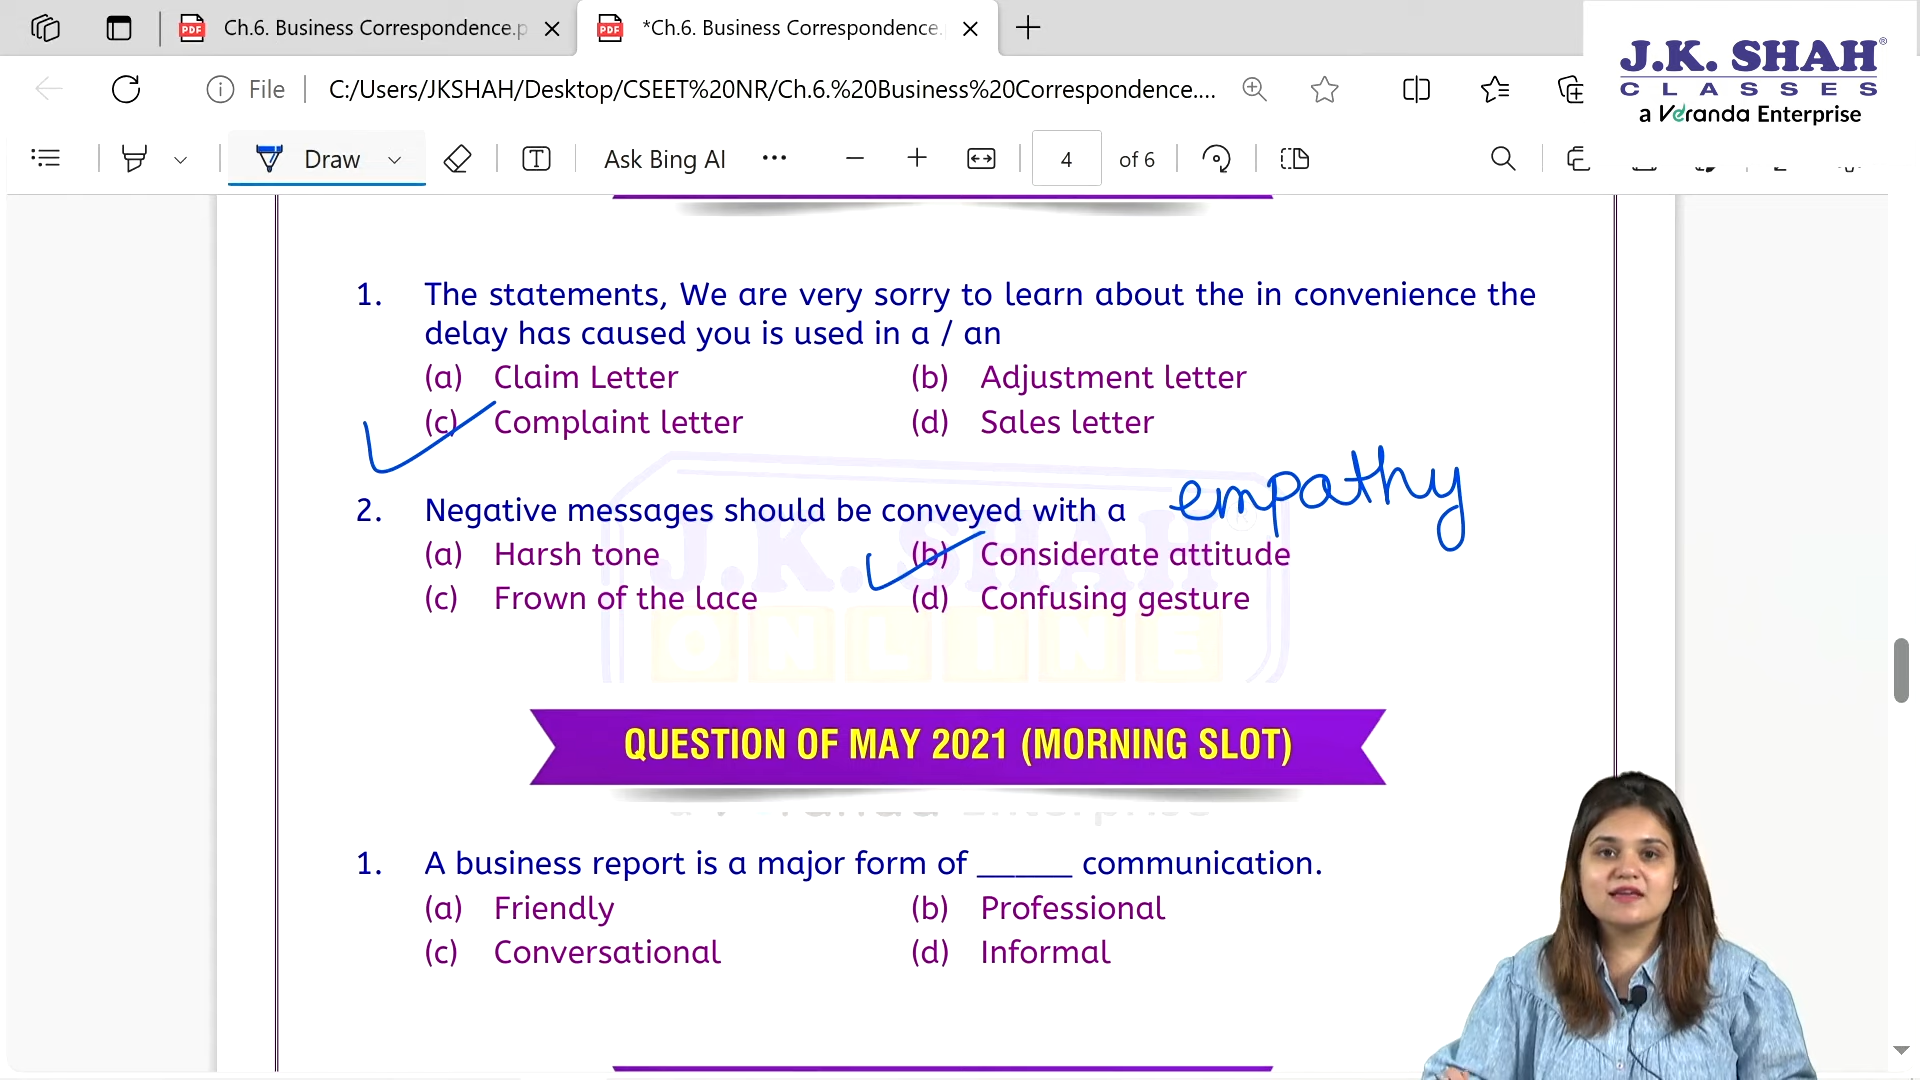 Ch.6. Business Correspondence.p
*Ch.6. Business Correspondence.
J.K. SHAH®
CLASSES
a Veranda Enterprise
File
C:/Users/JKSHAH/Desktop/CSEET%20NR/Ch.6.%20Business%20Correspondence....
Draw
Ask Bing AI
4
of 6
1. The statements, We are very sorry to learn about the in convenience the
delay has caused you is used in a / an
(a) Claim Letter (b) Adjustment letter
(c) Complaint letter (d) Sales letter
empathy
2. Negative messages should be conveyed with a
(a) Harsh tone (b) Considerate attitude
(c) Frown of the lace (d) Confusing gesture
J.K. SHAH
ONLINE
QUESTION OF MAY 2021 (MORNING SLOT)
a Veranda Enterprise
1. A business report is a major form of _____ communication.
(a) Friendly (b) Professional
(c) Conversational (d) Informal